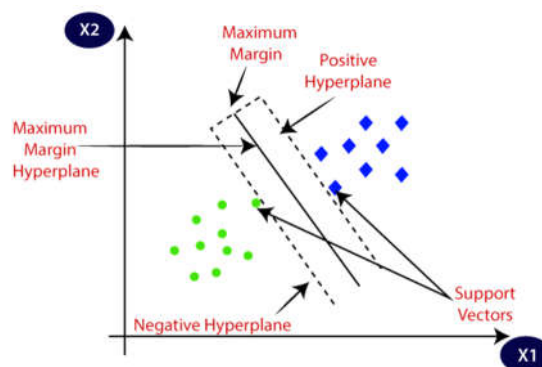 X2
Maximum
Margin
Positive
Hyperplane
Maximum
Margin
Hyperplane
Support
Vectors
Negative Hyperplane
X1